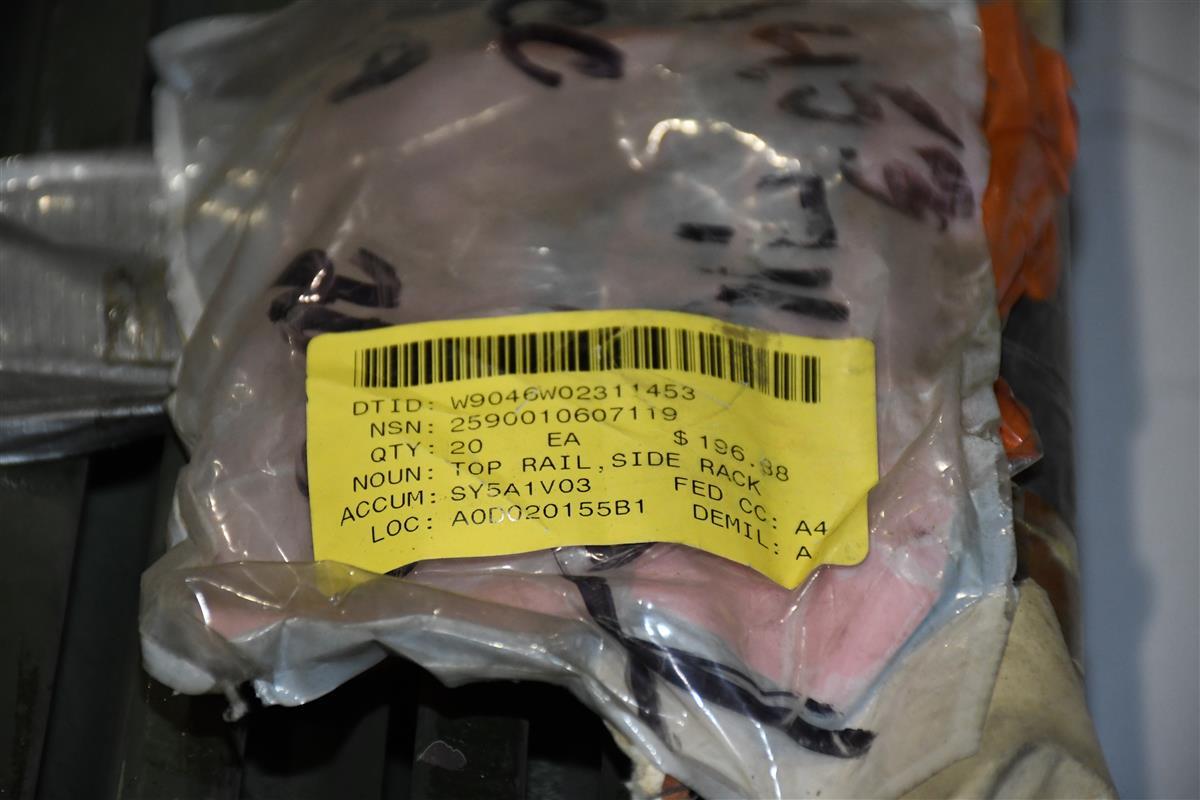 DTID: W9046W02311453
NSN: 2590010607119
QTY: 20 EA $ 196.88
NOUN: TOP RAIL,SIDE RACK
ACCUM: SY5A1V03 FED CC: A4
LOC: A0D020155B1 DEMIL: A